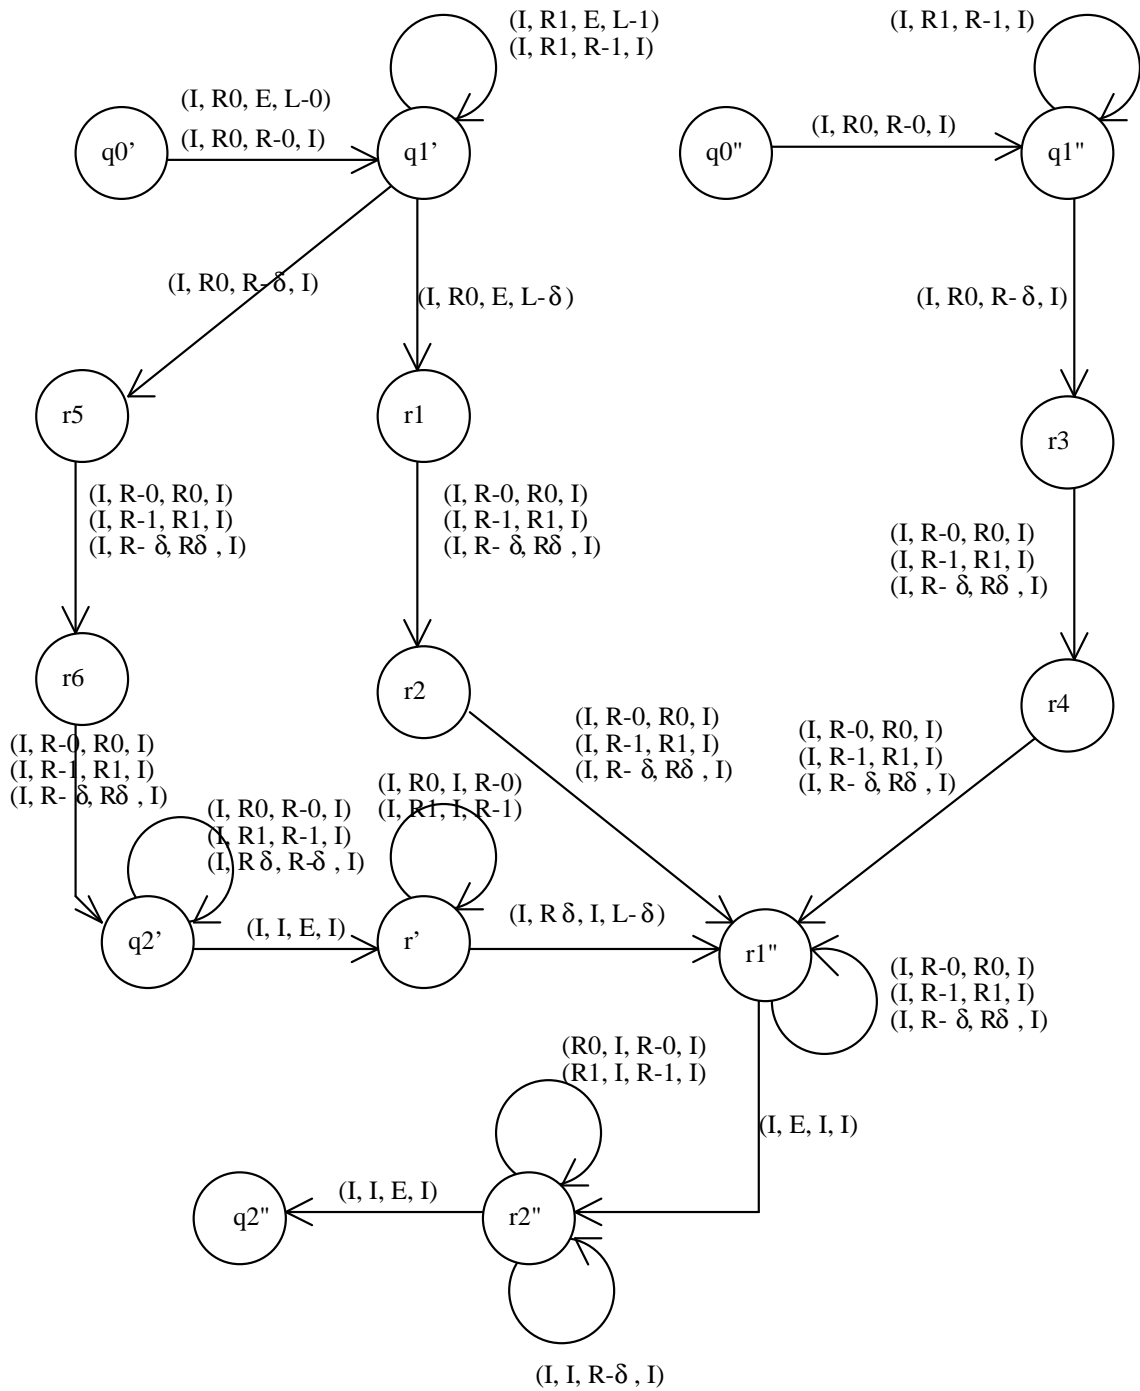 (I, R1, E, L-1)
(I, R1, R-1, I)
(I, R1, R-1, I)
(I, R0, E, L-0)
(I, R0, R-0, I)
(I, R0, R-0, I)
q0'
q1'
q0"
q1"
(I, R0, R-δ, I)
(I, R0, E, L-δ)
(I, R0, R-δ, I)
r5
r1
r3
(I, R-0, R0, I)
(I, R-1, R1, I)
(I, R-δ, Rδ, I)
(I, R-0, R0, I)
(I, R-1, R1, I)
(I, R-δ, Rδ, I)
(I, R-0, R0, I)
(I, R-1, R1, I)
(I, R-δ, Rδ, I)
r6
r2
r4
(I, R-0, R0, I)
(I, R-1, R1, I)
(I, R-δ, Rδ, I)
(I, R-0, R0, I)
(I, R-1, R1, I)
(I, R-δ, Rδ, I)
(I, R-0, R0, I)
(I, R-1, R1, I)
(I, R-δ, Rδ, I)
(I, R0, R-0, I)
(I, R1, R-1, I)
(I, Rδ, R-δ, I)
(I, R0, I, R-0)
(I, R1, I, R-1)
q2'
(I, I, E, I)
r'
(I, Rδ, I, L-δ)
r1"
(I, R-0, R0, I)
(I, R-1, R1, I)
(I, R-δ, Rδ, I)
(R0, I, R-0, I)
(R1, I, R-1, I)
(I, E, I, I)
q2"
(I, I, E, I)
r2"
(I, I, R-δ, I)